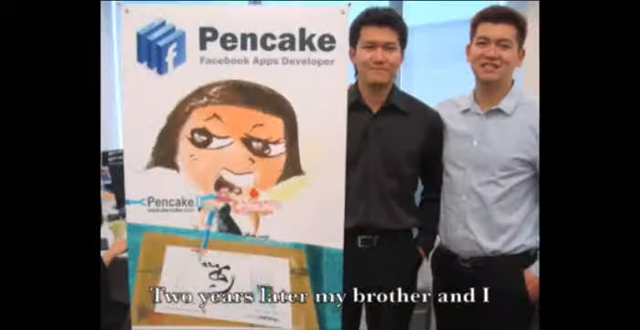 Pencake
Facebook Apps Developer
Pencake
Two years later my brother and I